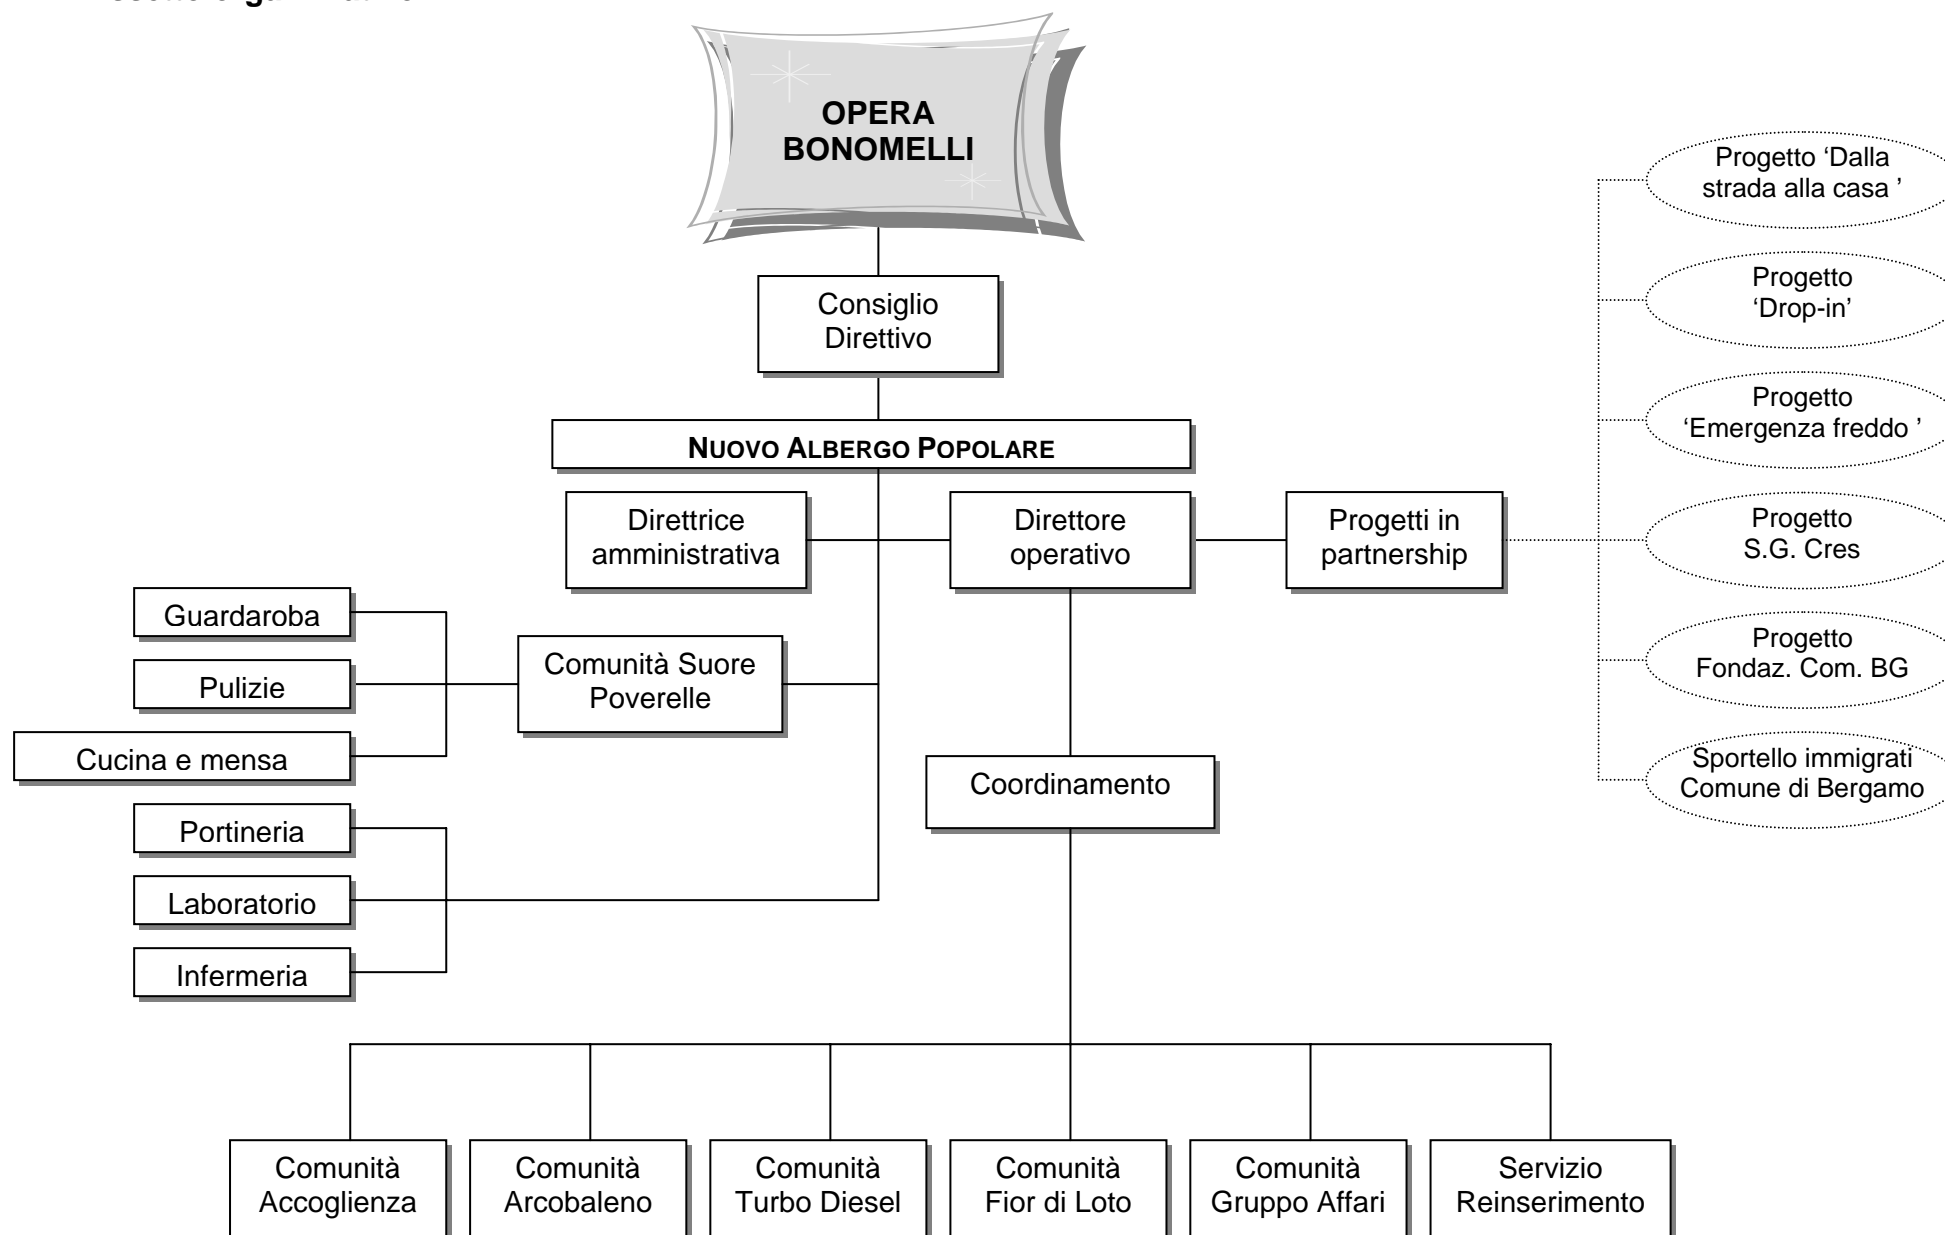 OPERA
BONOMELLI
Consiglio
Direttivo
NUOVO ALBERGO POPOLARE
Direttrice
amministrativa
Direttore
operativo
Progetti in
partnership
Progetto ‘Dalla
strada alla casa ’
Progetto
‘Drop-in’
Progetto
‘Emergenza freddo ’
Progetto
S.G. Cres
Progetto
Fondaz. Com. BG
Sportello immigrati
Comune di Bergamo
Guardaroba
Pulizie
Cucina e mensa
Comunità Suore
Poverelle
Portineria
Laboratorio
Infermeria
Coordinamento
Comunità
Accoglienza
Comunità
Arcobaleno
Comunità
Turbo Diesel
Comunità
Fior di Loto
Comunità
Gruppo Affari
Servizio
Reinserimento